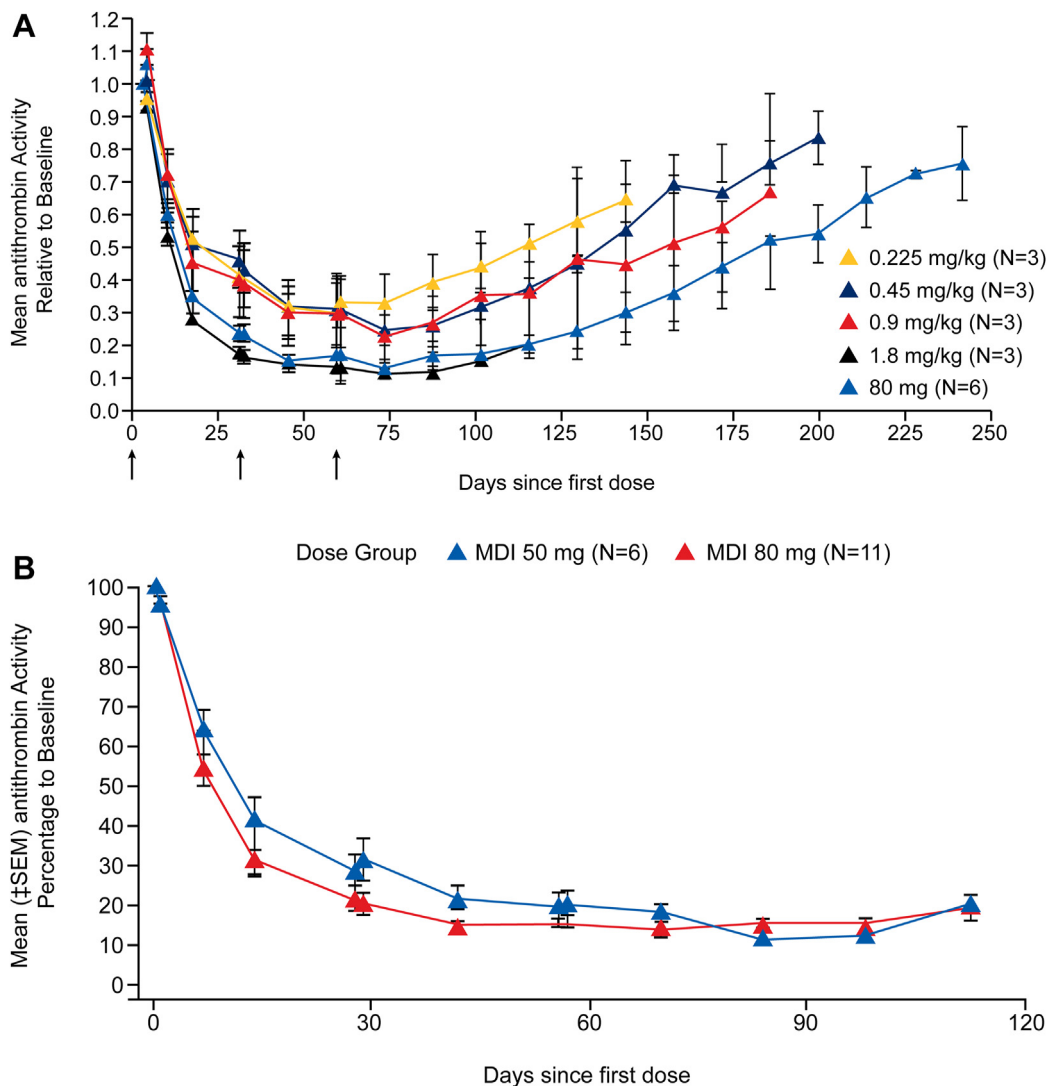 A
Mean antithrombin Activity
Relative to Baseline
1.2
1.1
1.0
0.9
0.8
0.7
0.6
0.5
0.4
0.3
0.2
0.1
0.0
0 25 50 75 100 125 150 175 200 225 250
Days since first dose
0.225 mg/kg (N=3)
0.45 mg/kg (N=3)
0.9 mg/kg (N=3)
1.8 mg/kg (N=3)
80 mg (N=6)
B
Dose Group MDI 50 mg (N=6) MDI 80 mg (N=11)
Mean (‡SEM) antithrombin Activity
Percentage to Baseline
100
90
80
70
60
50
40
30
20
10
0
0 30 60 90 120
Days since first dose